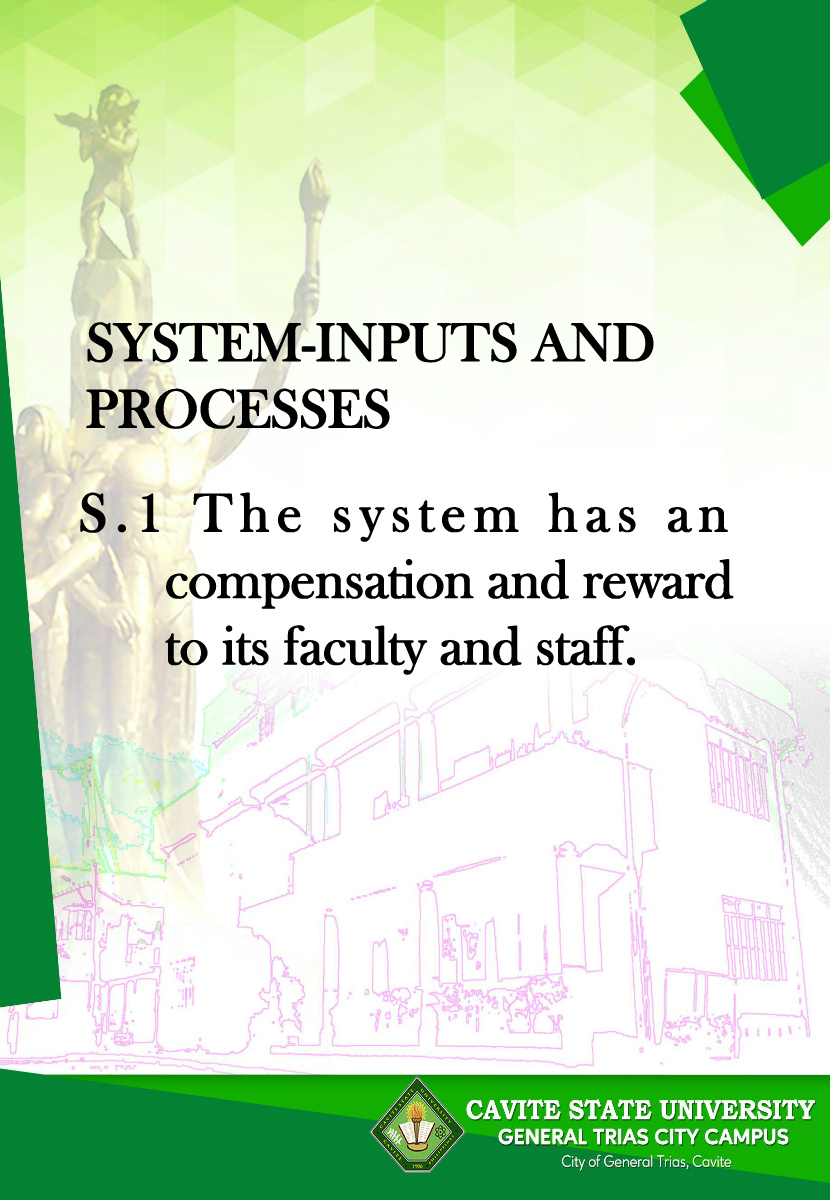 SYSTEM-INPUTS AND
PROCESSES
S.1 The system has an
compensation and reward
to its faculty and staff.
CAVITE STATE UNIVERSITY
GENERAL TRIAS CITY CAMPUS
City of General Trias, Cavite
1906